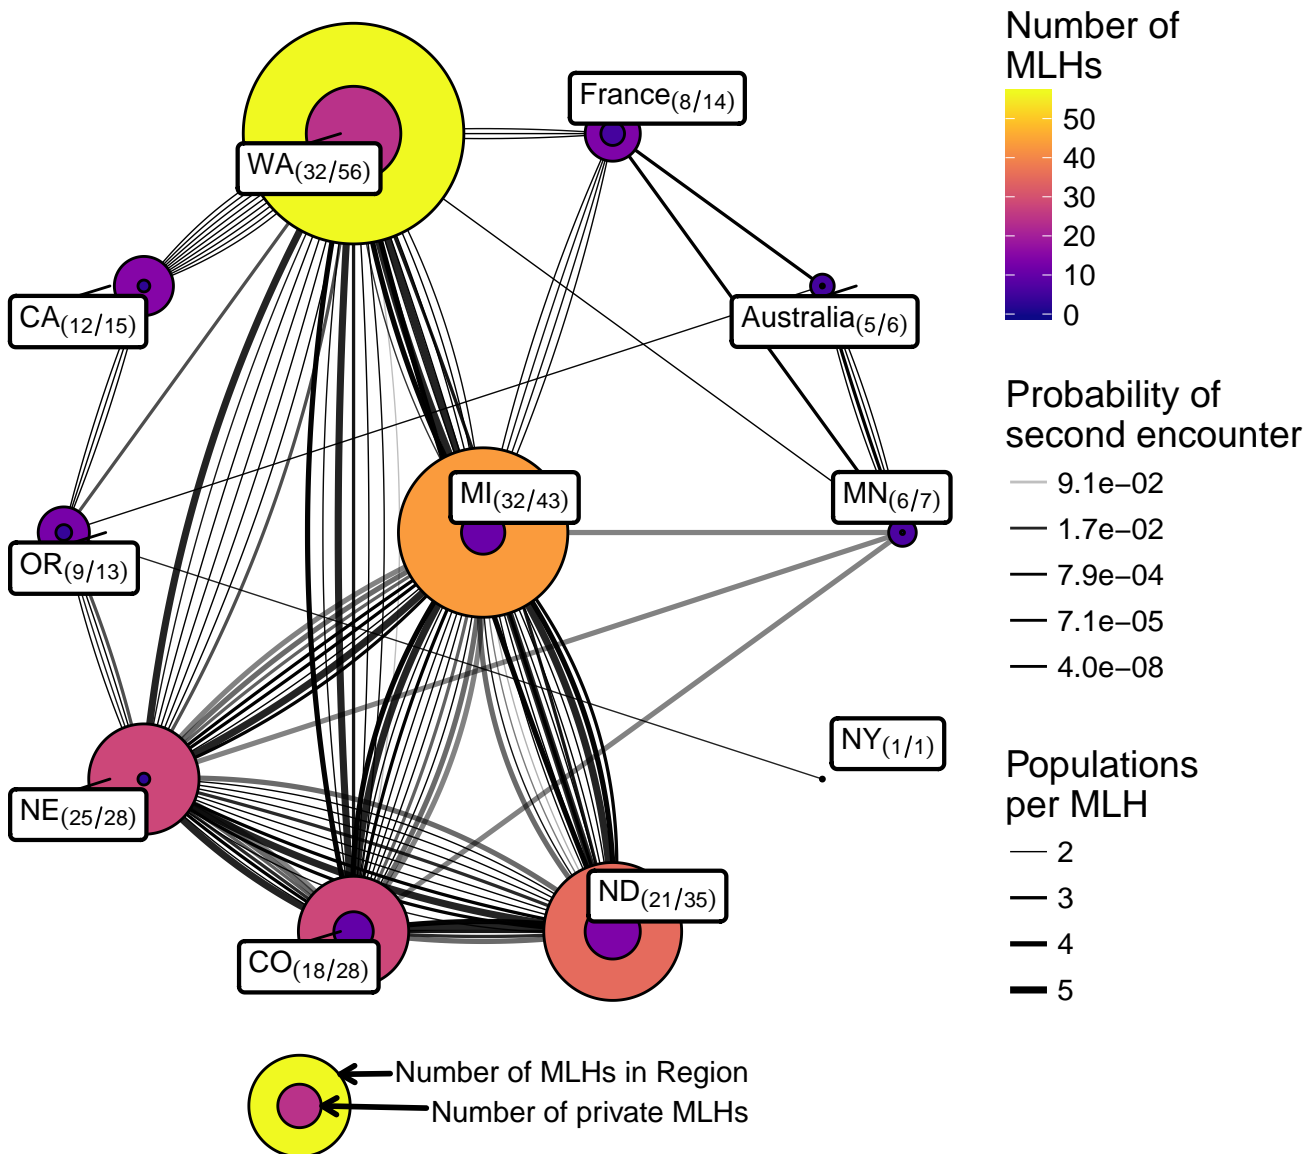 Number of
MLHs
50
40
30
20
10
0
France(8/14)
WA(32/56)
CA(12/15)
Australia(5/6)
MI(32/43)
MN(6/7)
OR(9/13)
NY(1/1)
NE(25/28)
ND(21/35)
CO(18/28)
Probability of
second encounter
9.1e−02
1.7e−02
7.9e−04
7.1e−05
4.0e−08
Populations
per MLH
2
3
4
5
Number of MLHs in Region
Number of private MLHs